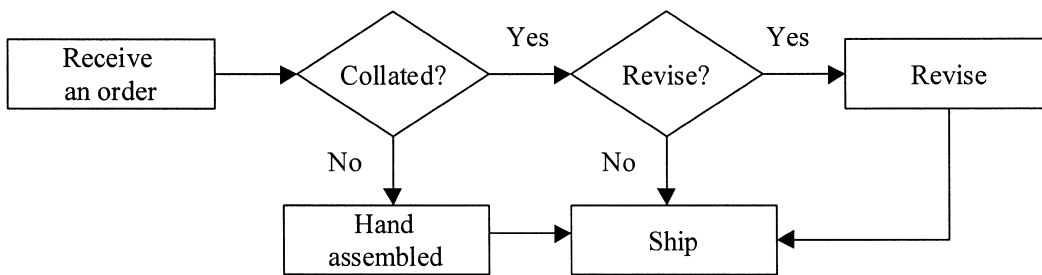 Receive
an order
Collated?
Yes
Revise?
Yes
Revise
No
No
Hand
assembled
Ship